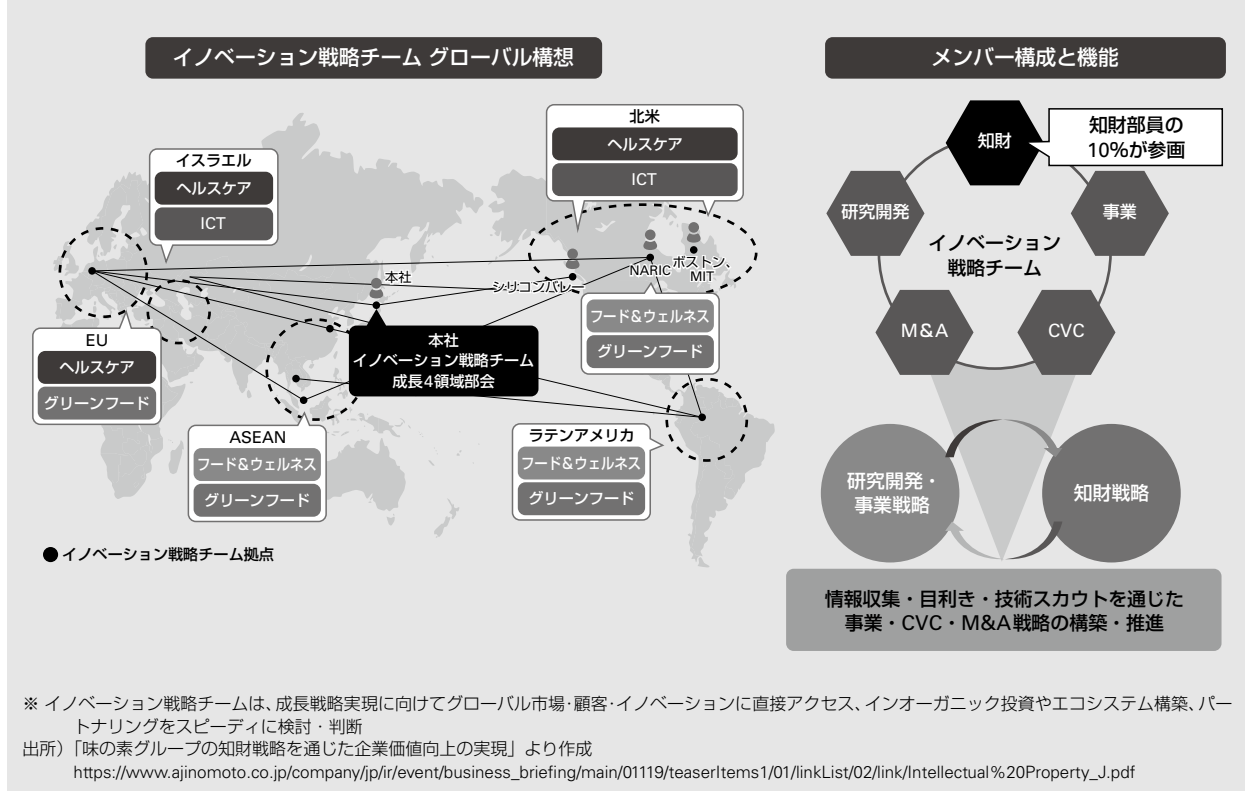 イノベーション戦略チーム グローバル構想
イスラエル
ヘルスケア
ICT
北米
ヘルスケア
ICT
本社
シリコンバレー
NARIC
ボストン、
MIT
フード&ウェルネス
グリーンフード
EU
ヘルスケア
グリーンフード
本社
イノベーション戦略チーム
成長4領域部会
ASEAN
フード&ウェルネス
グリーンフード
ラテンアメリカ
フード&ウェルネス
グリーンフード
●イノベーション戦略チーム拠点
メンバー構成と機能
知財
知財部員の
10%が参画
研究開発
事業
イノベーション
戦略チーム
M&A
CVC
研究開発・
事業戦略
知財戦略
情報収集・目利き・技術スカウトを通じた
事業・CVC・M&A戦略の構築・推進
※ イノベーション戦略チームは、成長戦略実現に向けてグローバル市場・顧客・イノベーションに直接アクセス、インオーガニック投資やエコシステム構築、パー
トナリングをスピーディに検討・判断
出所)「味の素グループの知財戦略を通じた企業価値向上の実現」より作成
https://www.ajinomoto.co.jp/company/jp/ir/event/business_briefing/main/01119/teaserItems1/01/linkList/02/link/Intellectual%20Property_J.pdf